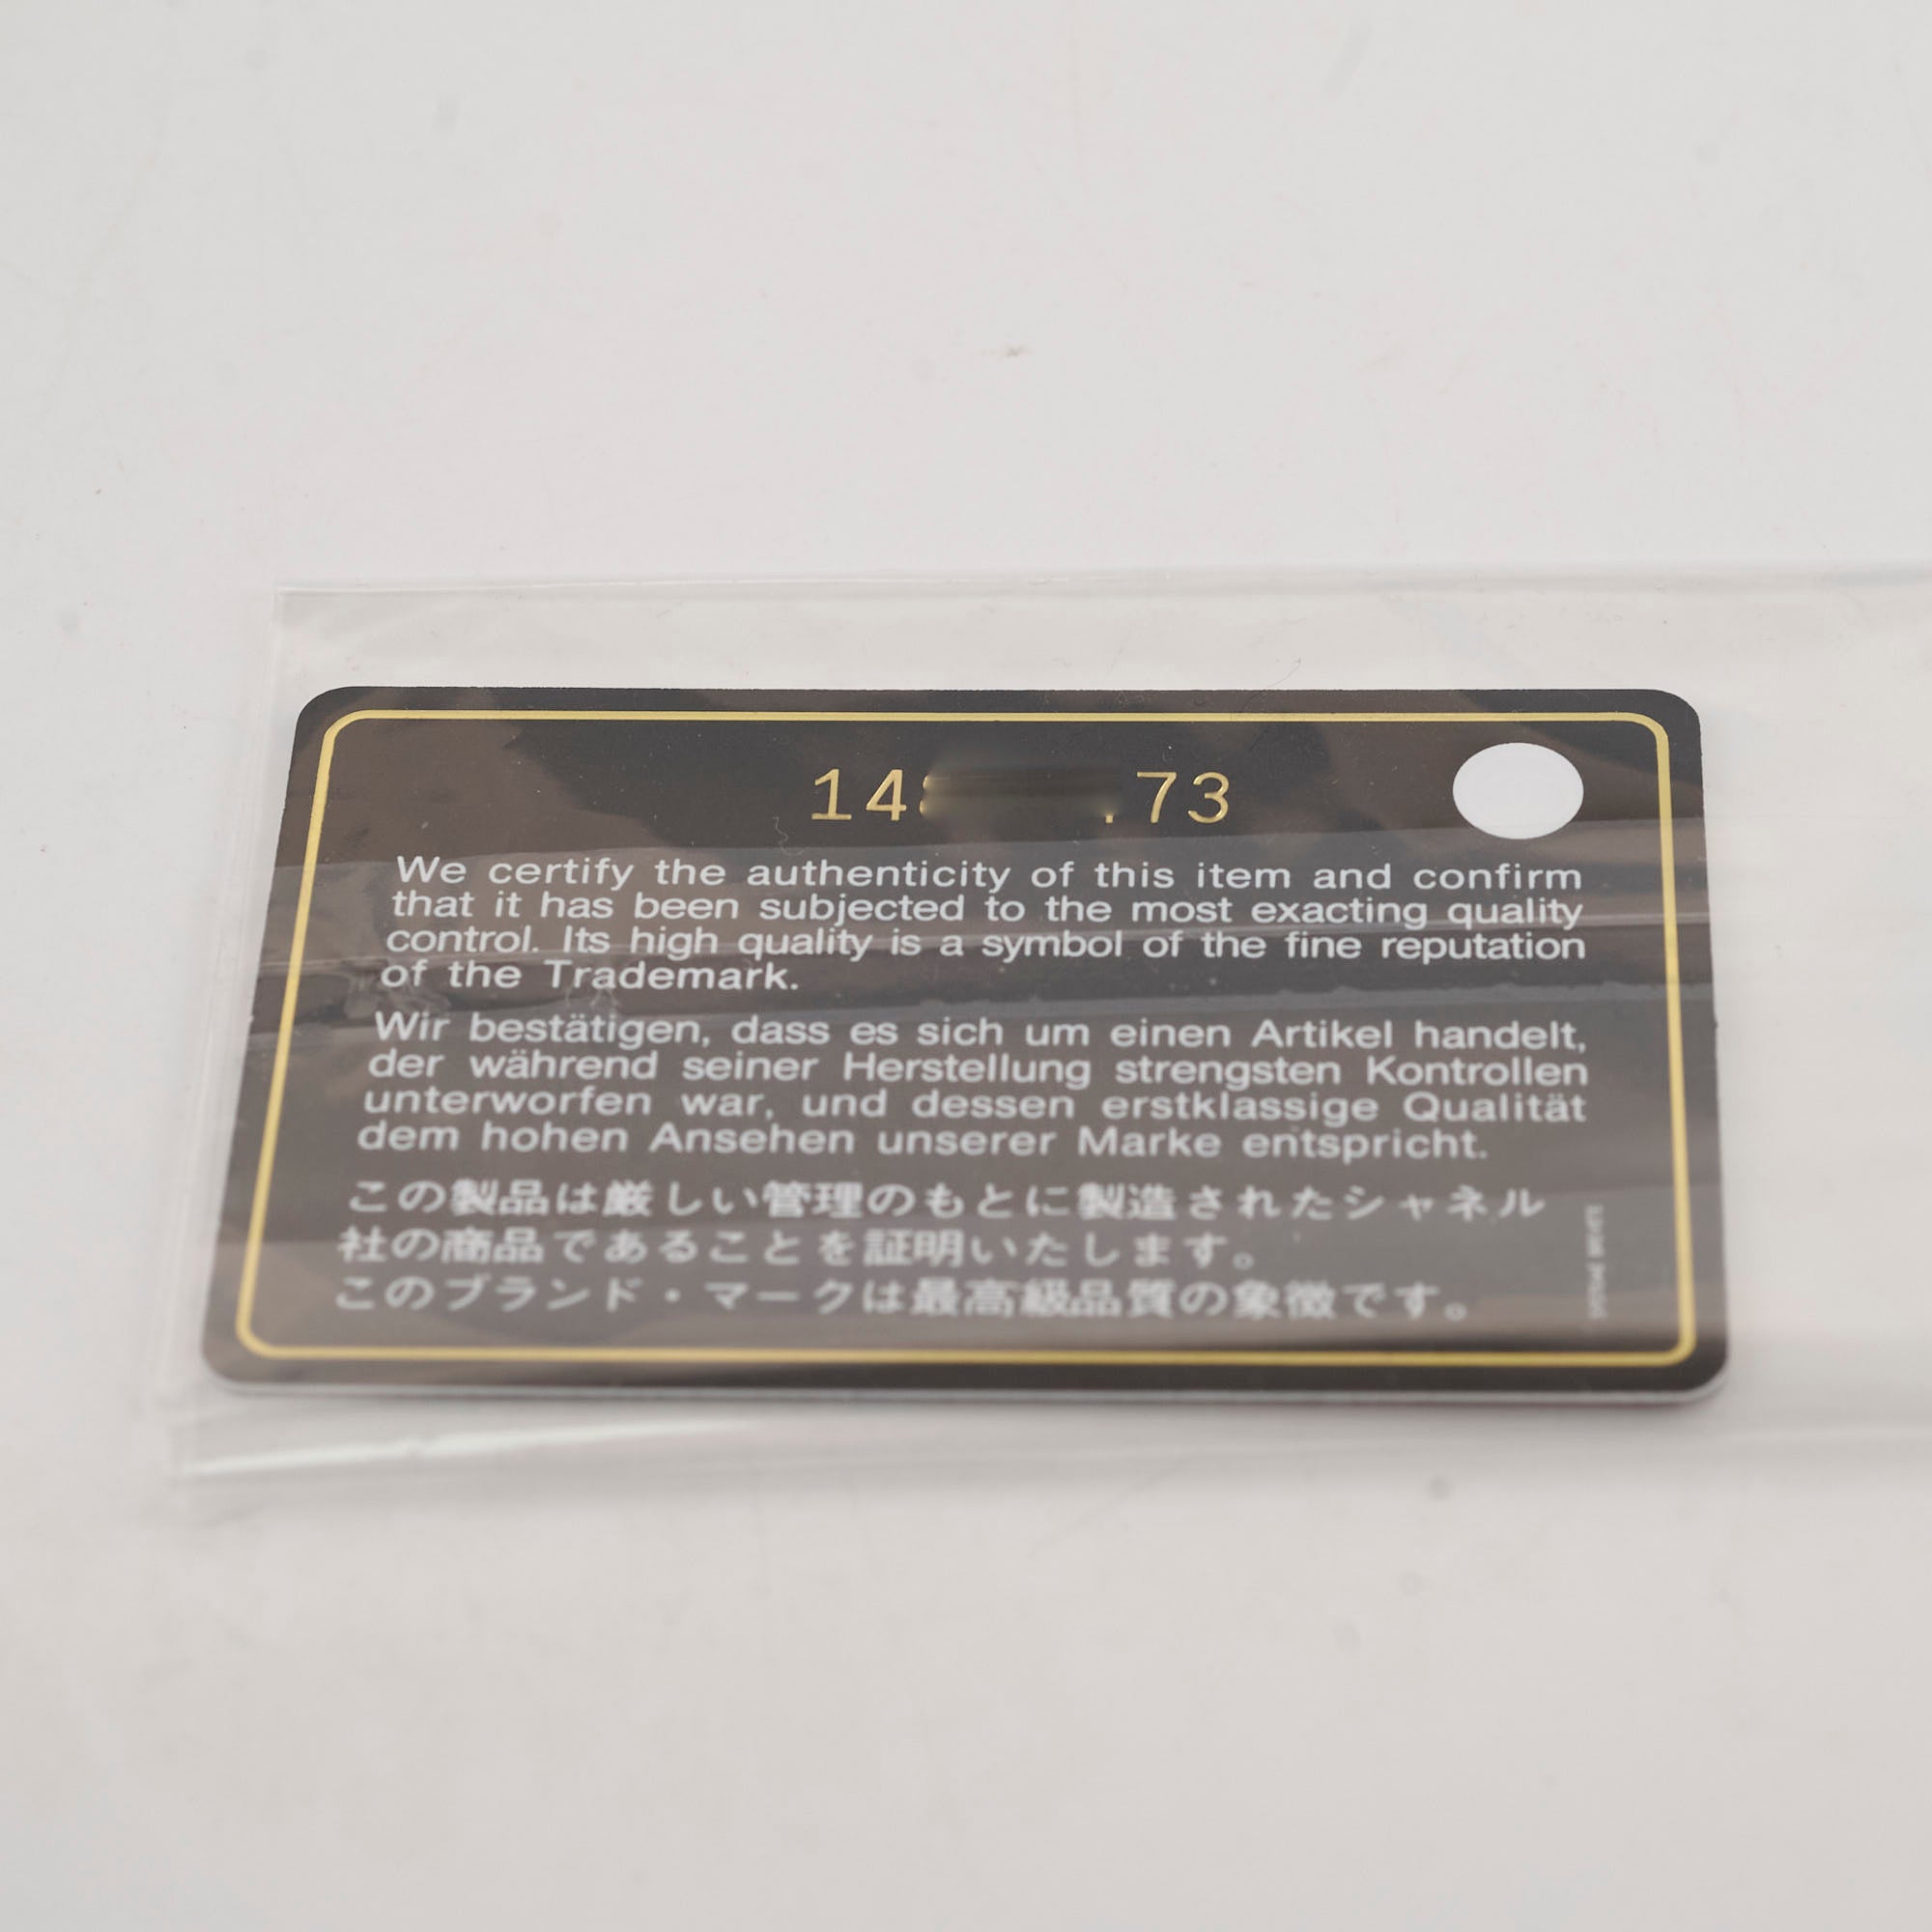 14 73
We certify the authenticity of this item and confirm
that it has been subjected to the most exacting quality
control. Its high quality is a symbol of the fine reputation
of the Trademark.
Wir bestätigen, dass es sich um einen Artikel handelt,
der während seiner Herstellung strengsten Kontrollen
unterworfen war, und dessen erstklassige Qualität
dem hohen Ansehen unserer Marke entspricht.
この製品は厳しい管理のもとに製造されたシャネル
社の商品であることを証明いたします。
このブランド・マークは最高級品質の象徴です。